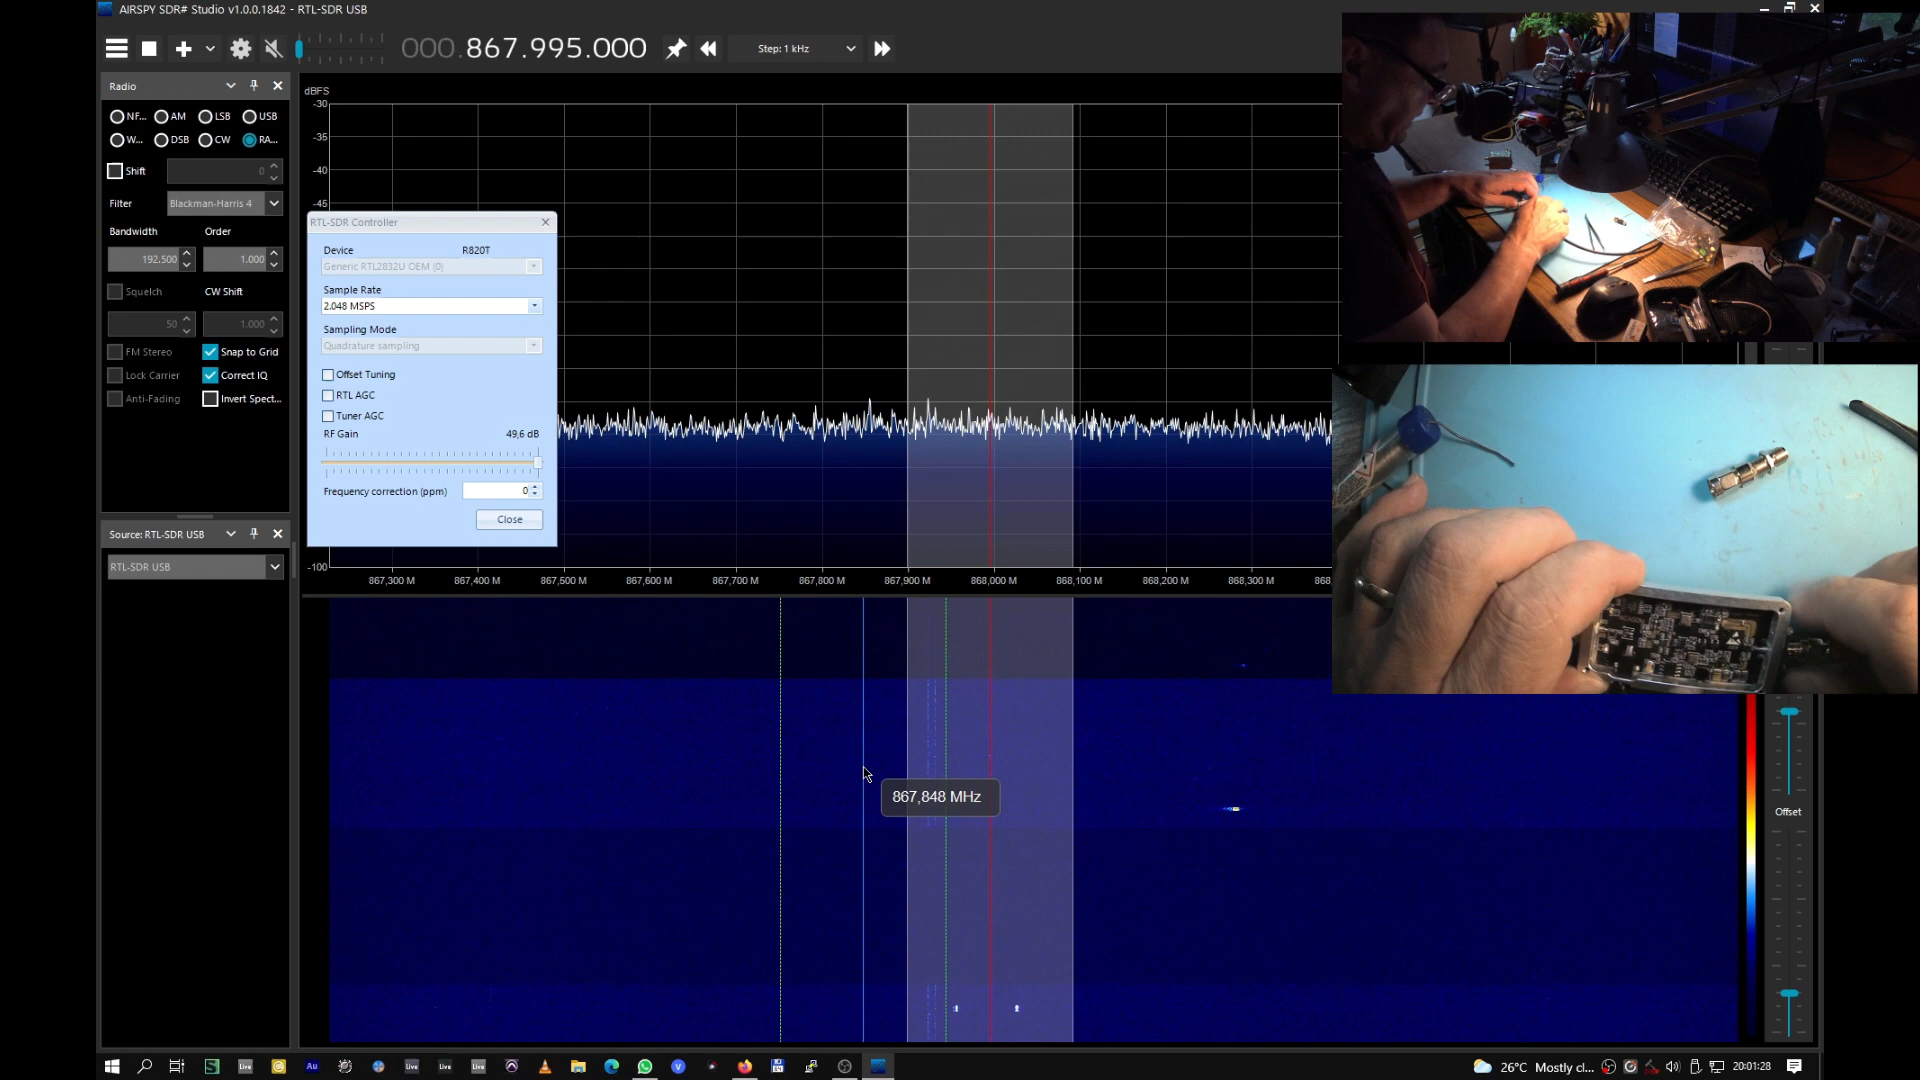 AIRSPY SDR# Studio v1.0.0.1842 - RTL-SDR USB
000.867.995.000
Step: 1 kHz
Radio
NF... AM LSB USB
W... DSB CW RA...
Shift 0
Filter Blackman-Harris 4
Bandwidth Order
192.500 1.000
Squelch CW Shift
50 1.000
FM Stereo Snap to Grid
Lock Carrier Correct IQ
Anti-Fading Invert Spect...
Source: RTL-SDR USB
RTL-SDR USB
dBFS
-30
-35
-40
-45
-100
RTL-SDR Controller
Device R820T
Generic RTL2832U OEM (0)
Sample Rate
2.048 MSPS
Sampling Mode
Quadrature sampling
Offset Tuning
RTL AGC
Tuner AGC
RF Gain 49,6 dB
Frequency correction (ppm) 0
Close
867,300 M 867,400 M 867,500 M 867,600 M 867,700 M 867,800 M 867,900 M 868,000 M 868,100 M 868,200 M 868,300 M 868
867,848 MHz
Offset
Live Au Live Live Live
26°C Mostly cl... 20:01:28